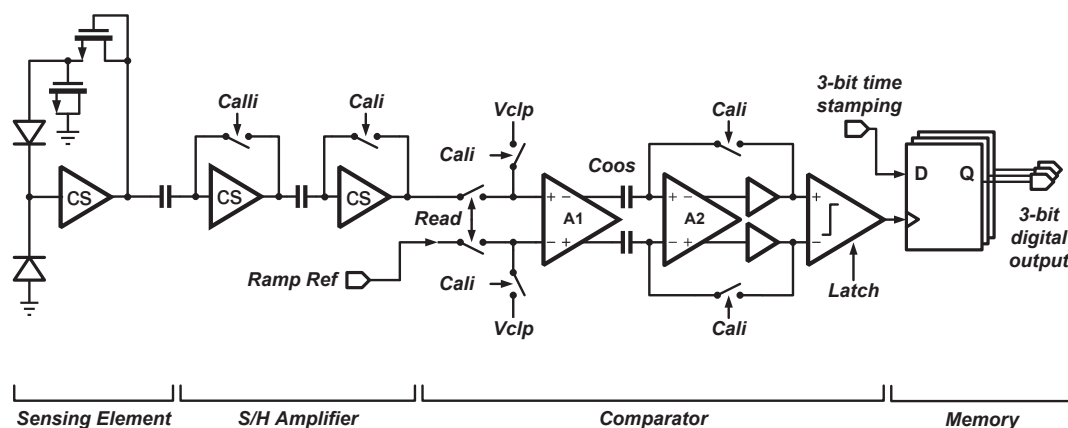 3-bit time
stamping
Calli
Cali
Vclp
Cali
Cali
Coos
D
Q
CS
CS
CS
+
−
A1
A2
+
−
+
Read
3-bit
digital
output
−
+
−
+
−
Ramp Ref
Cali
Latch
Vclp
Cali
Sensing Element
S/H Amplifier
Comparator
Memory